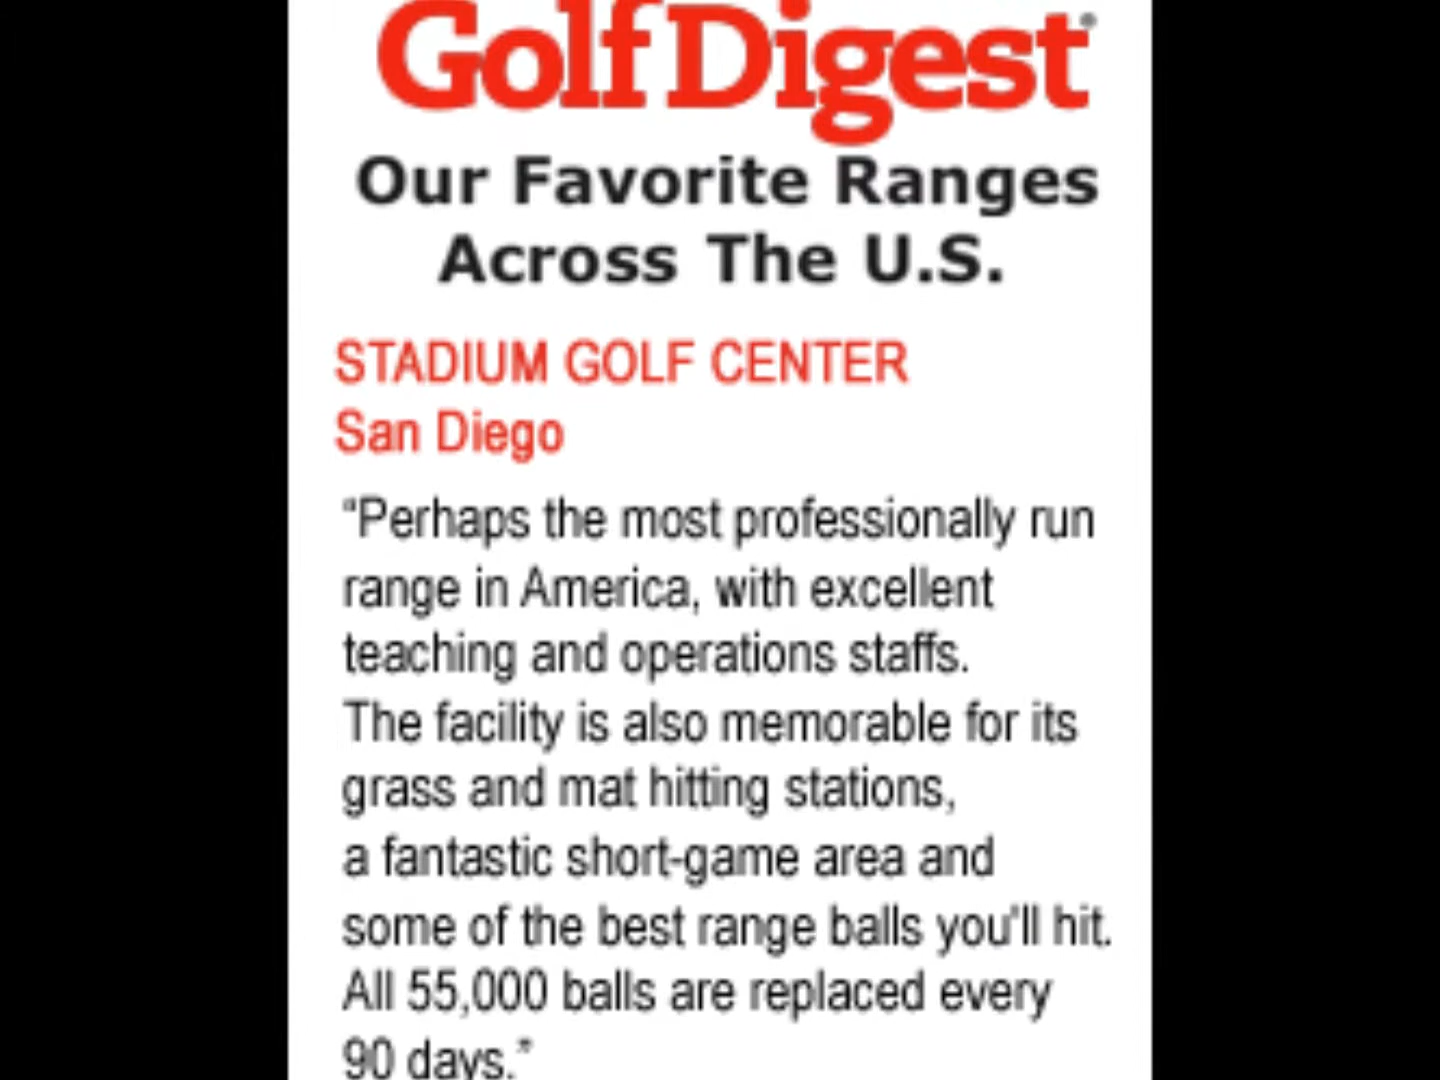 Golf Digest®
Our Favorite Ranges
Across The U.S.
STADIUM GOLF CENTER
San Diego
“Perhaps the most professionally run
range in America, with excellent
teaching and operations staffs.
The facility is also memorable for its
grass and mat hitting stations,
a fantastic short-game area and
some of the best range balls you'll hit.
All 55,000 balls are replaced every
90 days.”